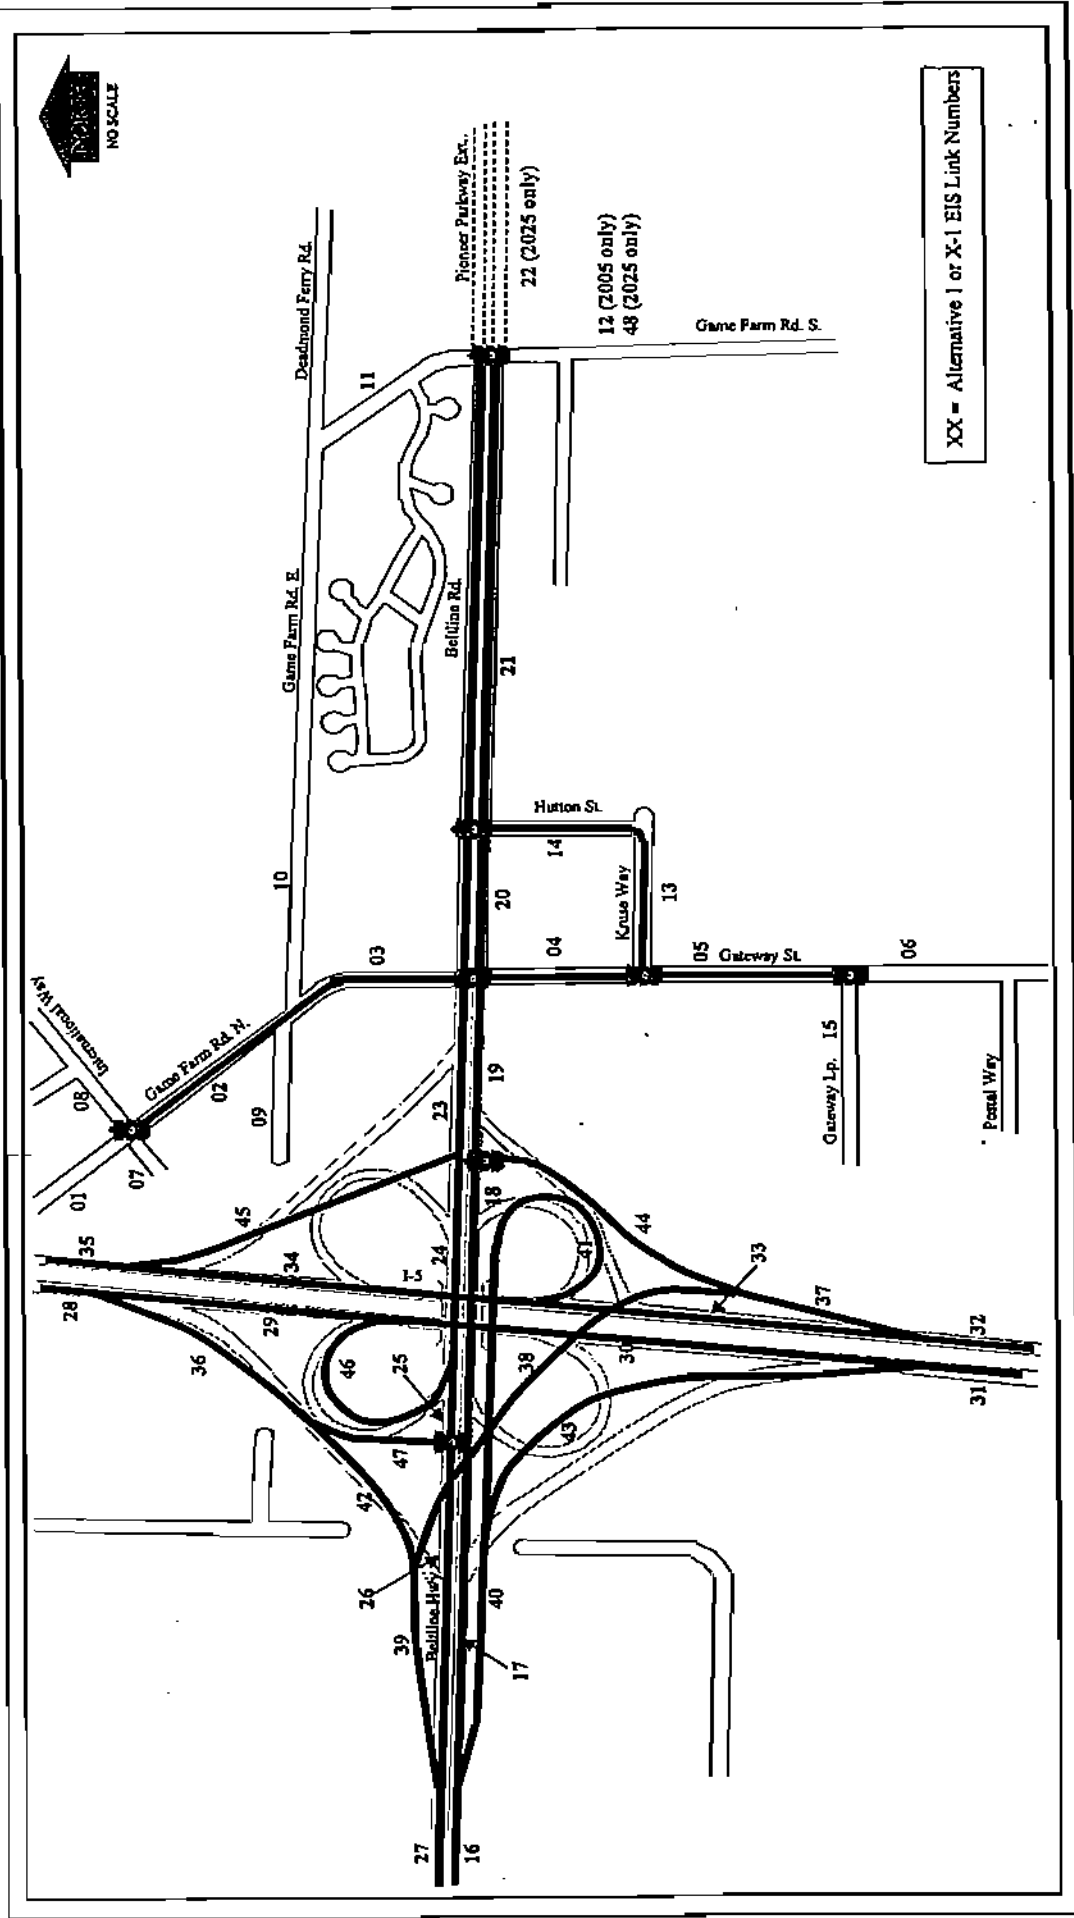 NORTH
NO SCALE
Pioneer Parkway Ext.
22 (2025 only)
12 (2005 only)
48 (2025 only)
Game Farm Rd. S.
XX = Alternative 1 or X-1 EIS Link Numbers
Deadmond Ferry Rd.
11
Game Farm Rd. E.
Beltline Rd.
21
Hutton St.
14
20
Kruse Way
13
10
03
04
05
Gateway St.
06
International Way
Game Farm Rd. N.
08
02
09
07
01
23
19
Gateway Lp.
15
Postal Way
45
35
34
24
I-5
18
41
44
33
37
32
28
29
36
46
25
38
30
31
43
47
42
26
Beltline Hwy
39
40
17
27
16